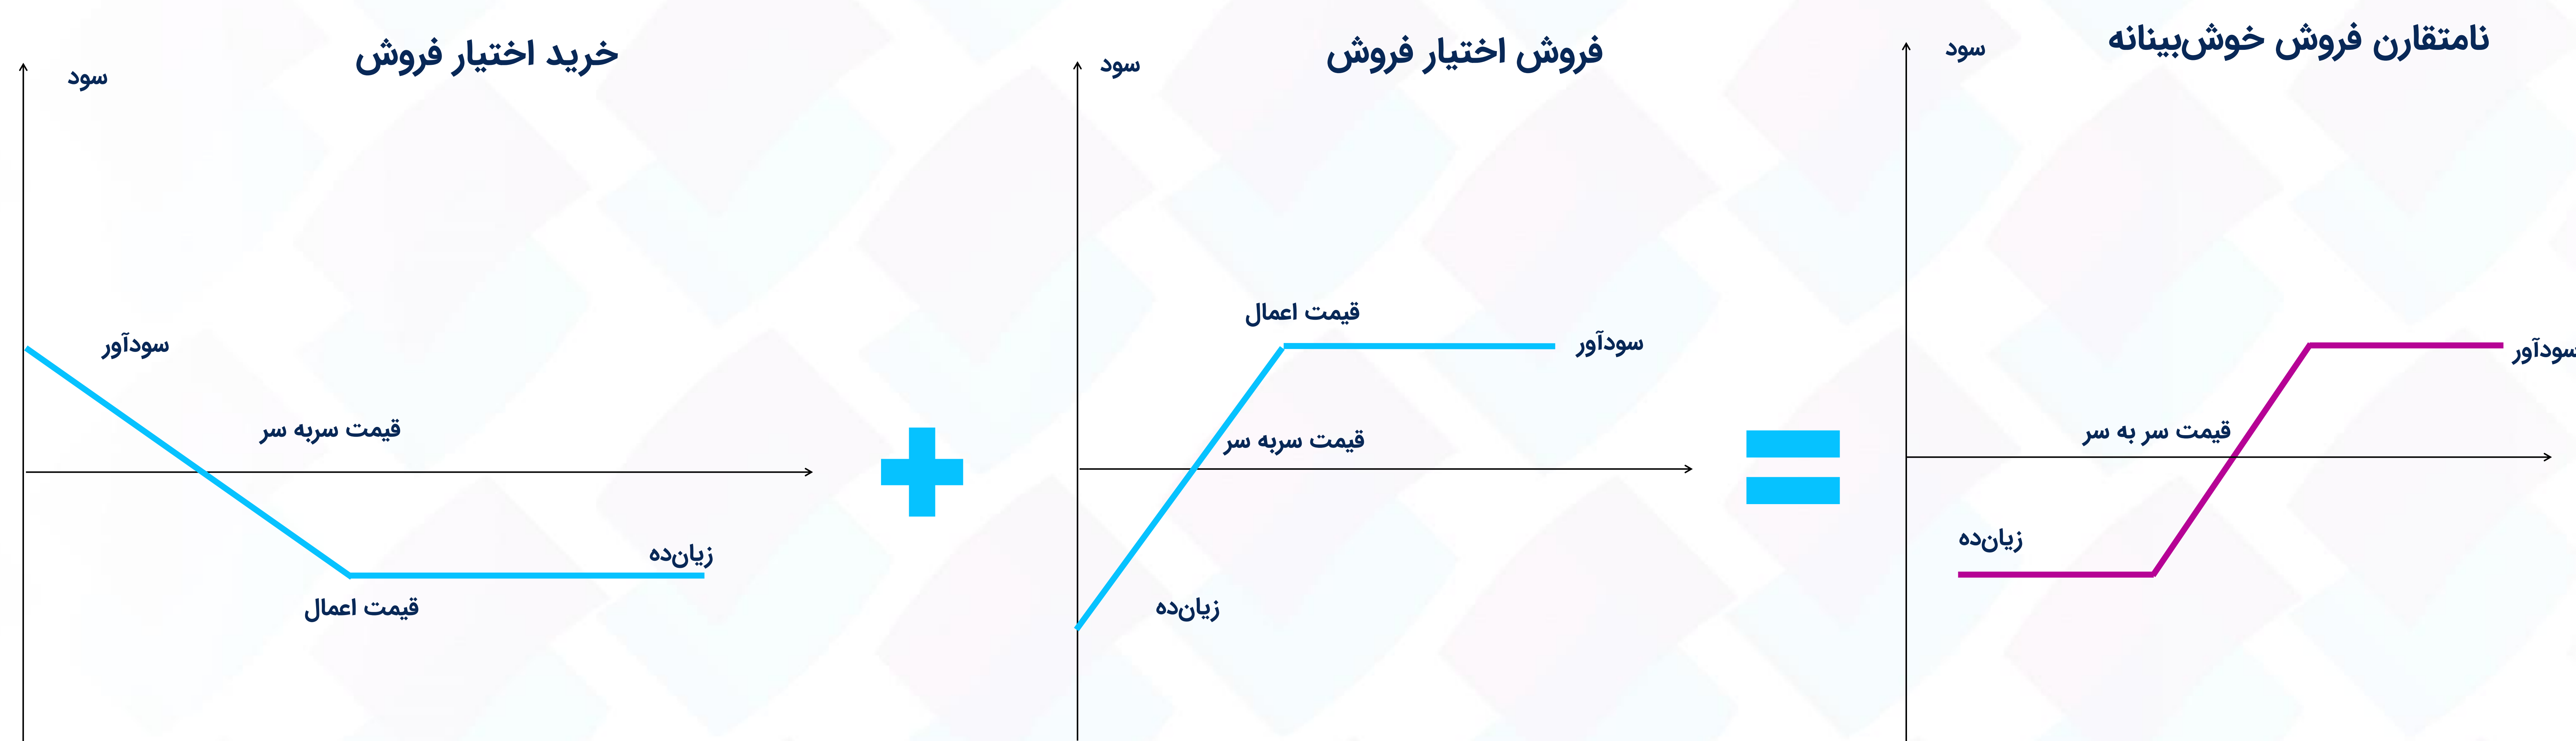 خرید اختیار فروش
سود
سودآور
قیمت سربه سر
زیان‌ده
قیمت اعمال
فروش اختیار فروش
سود
قیمت اعمال
سودآور
قیمت سربه سر
زیان‌ده
نامتقارن فروش خوش‌بینانه
سود
سودآور
قیمت سر به سر
زیان‌ده